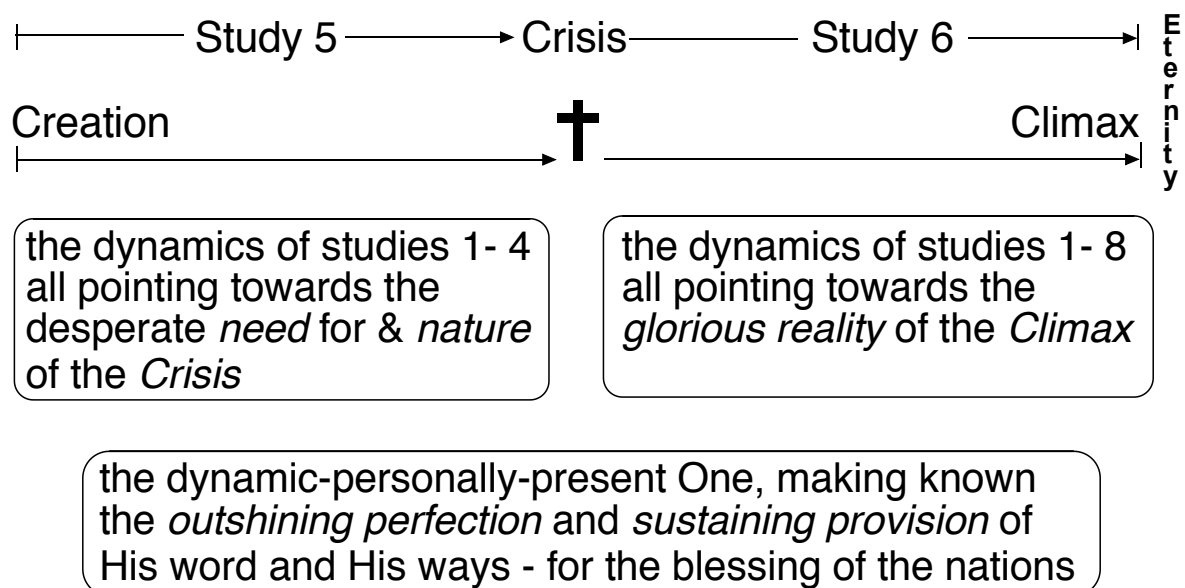 Study 5 Crisis Study 6
Eternity
Creation Climax
the dynamics of studies 1- 4
all pointing towards the
desperate need for & nature
of the Crisis
the dynamics of studies 1- 8
all pointing towards the
glorious reality of the Climax
the dynamic-personally-present One, making known
the outshining perfection and sustaining provision of
His word and His ways - for the blessing of the nations